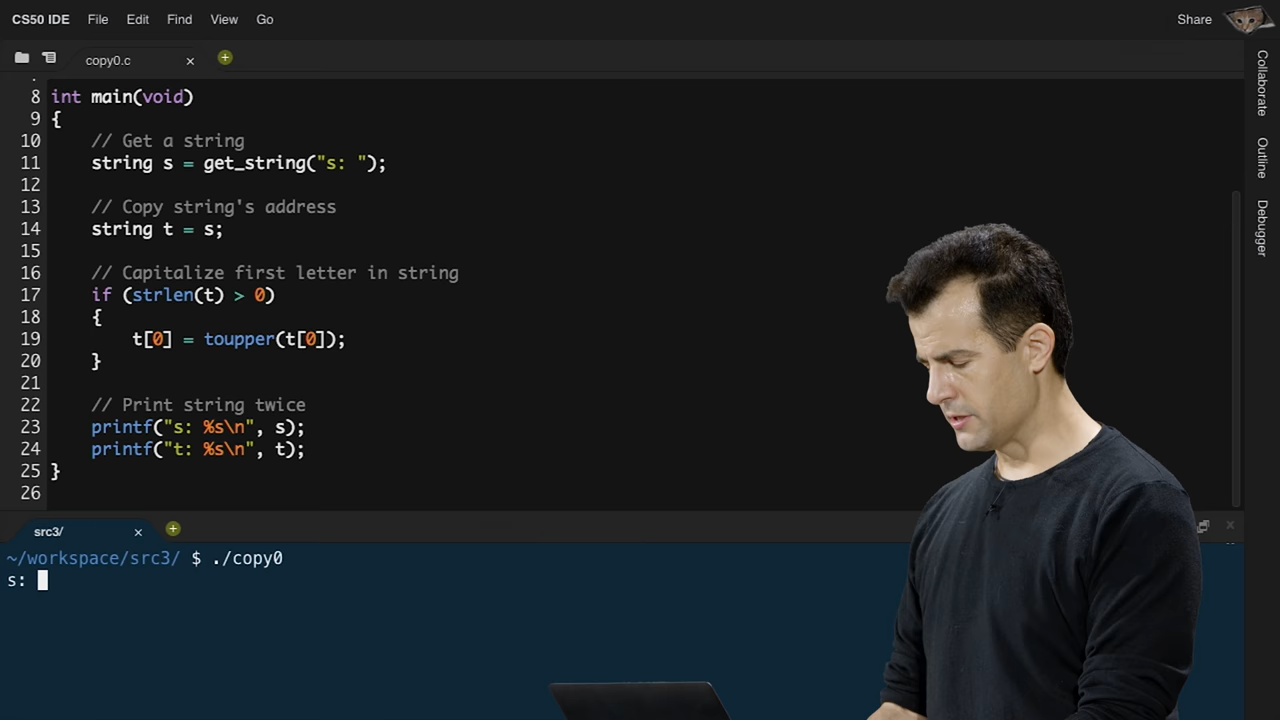 CS50 IDE File Edit Find View Go Share
copy0.c
8 int main(void)
9 {
10 // Get a string
11 string s = get_string("s: ");
12
13 // Copy string's address
14 string t = s;
15
16 // Capitalize first letter in string
17 if (strlen(t) > 0)
18 {
19 t[0] = toupper(t[0]);
20 }
21
22 // Print string twice
23 printf("s: %s\n", s);
24 printf("t: %s\n", t);
25 }
26
Collaborate
Outline
Debugger
src3/
~/workspace/src3/ $ ./copy0
s: